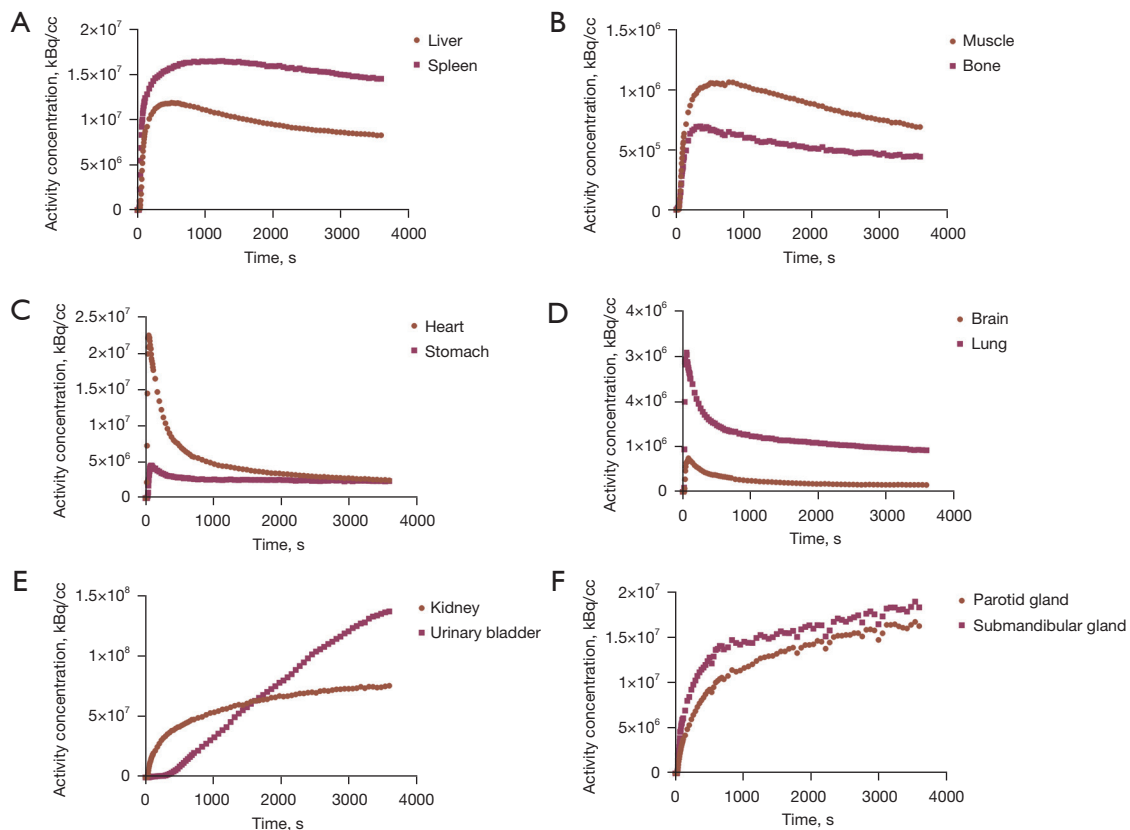 A
Activity concentration, kBq/cc
2×10⁷
1.5×10⁷
1×10⁷
5×10⁶
0
0 1000 2000 3000 4000
Time, s
Liver
Spleen
B
Activity concentration, kBq/cc
1.5×10⁶
1×10⁶
5×10⁵
0
0 1000 2000 3000 4000
Time, s
Muscle
Bone
C
Activity concentration, kBq/cc
2.5×10⁷
2×10⁷
1.5×10⁷
1×10⁷
5×10⁶
0
0 1000 2000 3000 4000
Time, s
Heart
Stomach
D
Activity concentration, kBq/cc
4×10⁶
3×10⁶
4×10⁶
1×10⁶
0
0 1000 2000 3000 4000
Time, s
Brain
Lung
E
Activity concentration, kBq/cc
1.5×10⁸
1×10⁸
5×10⁷
0
0 1000 2000 3000 4000
Time, s
Kidney
Urinary bladder
F
Activity concentration, kBq/cc
2×10⁷
1.5×10⁷
1×10⁷
5×10⁶
0
0 1000 2000 3000 4000
Time, s
Parotid gland
Submandibular gland